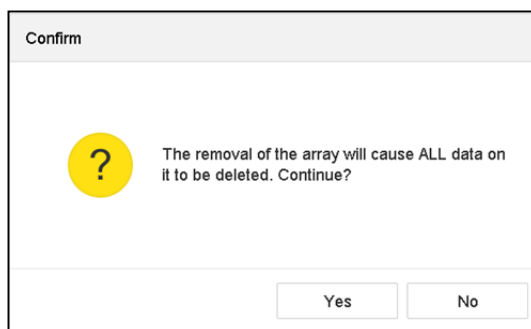 Confirm
?
The removal of the array will cause ALL data on
it to be deleted. Continue?
Yes
No